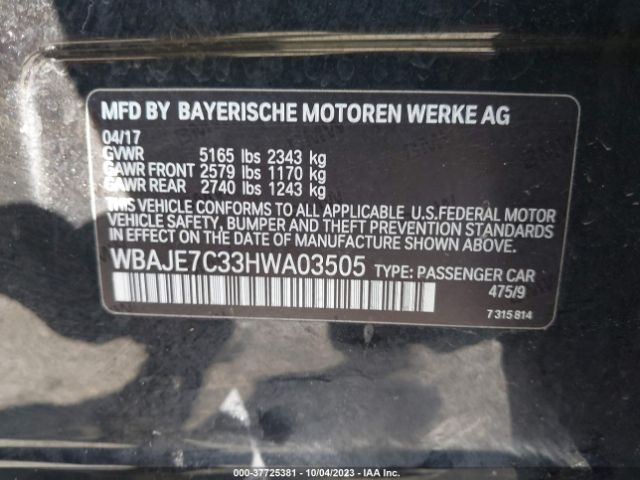 MFD BY BAYERISCHE MOTOREN WERKE AG
04/17
GVWR 5165 lbs 2343 kg
GAWR FRONT 2579 lbs 1170 kg
GAWR REAR 2740 lbs 1243 kg
THIS VEHICLE CONFORMS TO ALL APPLICABLE U.S.FEDERAL MOTOR
VEHICLE SAFETY, BUMPER AND THEFT PREVENTION STANDARDS
IN EFFECT ON THE DATE OF MANUFACTURE SHOWN ABOVE.
WBAJE7C33HWA03505 TYPE: PASSENGER CAR
475/9
7 315 814
000-37725381 - 10/04/2023 - IAA Inc.